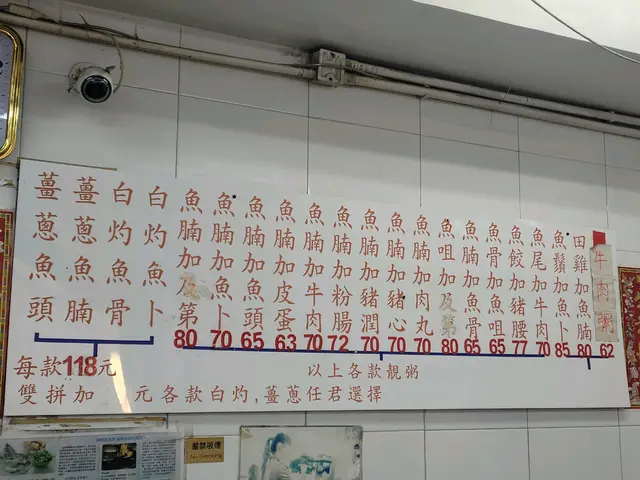 薑蔥魚頭
薑蔥魚腩
白灼魚骨
白灼魚卜
每款118元
魚腩加及第 80
魚腩加魚卜 70
魚腩加魚頭 65
魚腩加皮蛋 63
魚腩加牛肉 70
魚腩加粉腸 72
魚腩加豬潤 70
魚腩加豬心 70
魚腩加肉丸 70
魚咀加及第 80
魚腩加魚骨 65
魚骨加魚咀 65
魚餃加豬腰 77
魚尾加牛肉 70
魚鬚加魚卜 85
田雞加魚腩 80
牛肉粥 62
以上各款靚粥
雙拼加 元各款白灼,薑蔥任君選擇
嚴禁吸煙
No Smoking